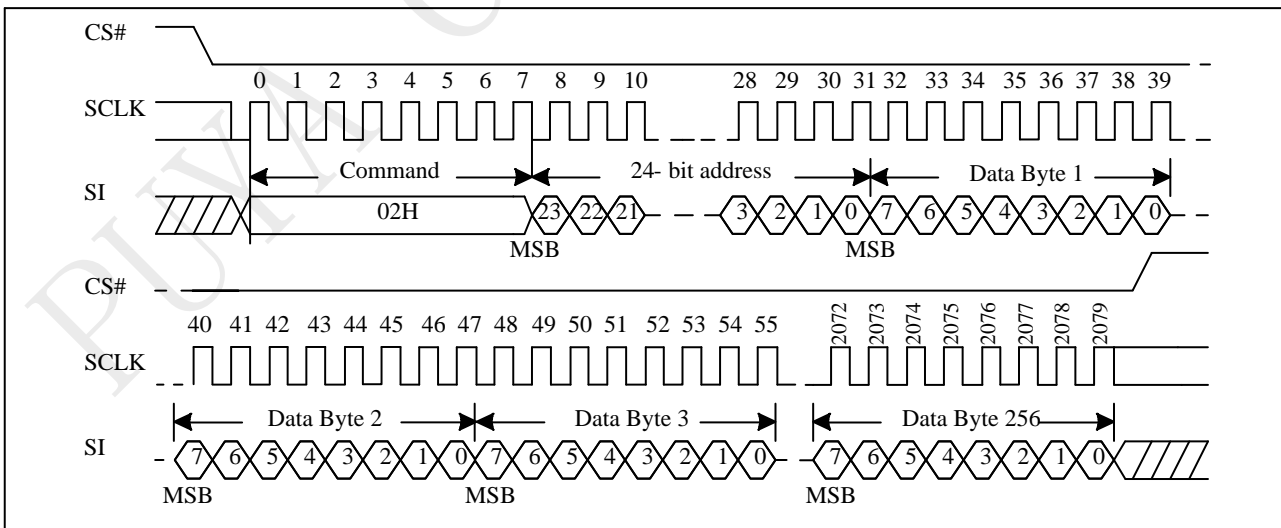 CS#
0 1 2 3 4 5 6 7 8 9 10 28 29 30 31 32 33 34 35 36 37 38 39
SCLK
Command 24- bit address Data Byte 1
SI
02H 23 22 21 3 2 1 0 7 6 5 4 3 2 1 0
MSB MSB
CS#
40 41 42 43 44 45 46 47 48 49 50 51 52 53 54 55 2072 2073 2074 2075 2076 2077 2078 2079
SCLK
Data Byte 2 Data Byte 3 Data Byte 256
SI
7 6 5 4 3 2 1 0 7 6 5 4 3 2 1 0 7 6 5 4 3 2 1 0
MSB MSB MSB
PUYA